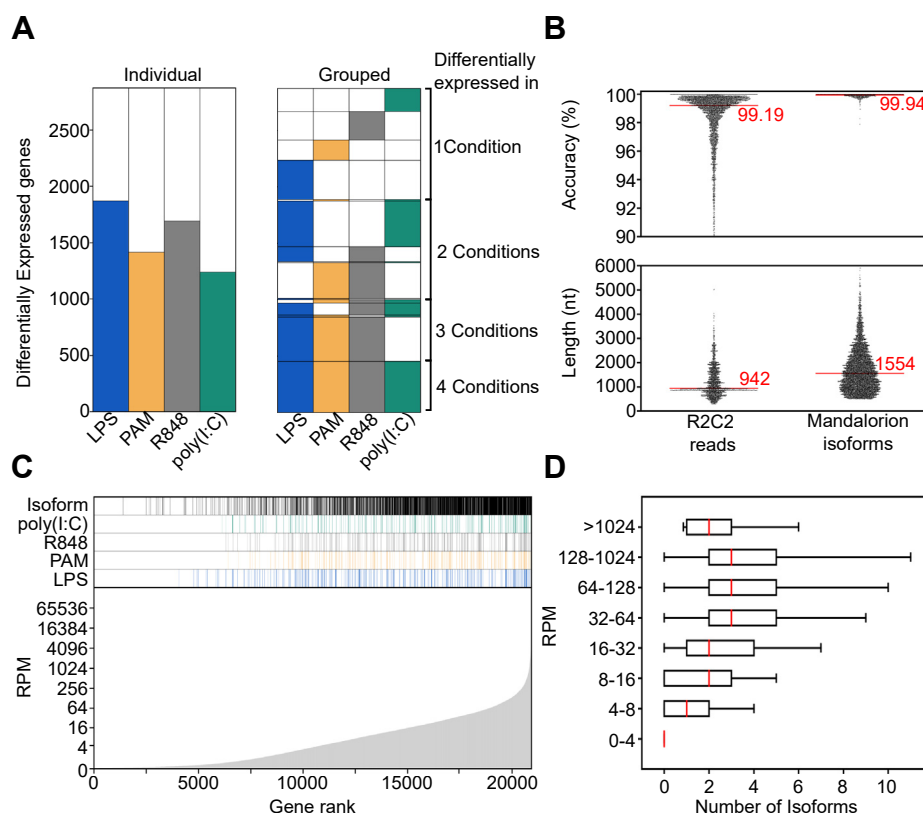 A
Individual
Grouped
Differentially
expressed in
Differentially Expressed genes
2500
2000
1500
1000
500
0
LPS
PAM
R848
poly(I:C)
LPS
PAM
R848
poly(I:C)
1Condition
2 Conditions
3 Conditions
4 Conditions
B
Accuracy (%)
100
98
96
94
92
90
99.19
99.94
Length (nt)
6000
5000
4000
3000
2000
1000
0
942
1554
R2C2
reads
Mandalorion
isoforms
C
Isoform
poly(I:C)
R848
PAM
LPS
RPM
65536
16384
4096
1024
256
64
16
4
0
0
5000
10000
15000
20000
Gene rank
D
RPM
>1024
128-1024
64-128
32-64
16-32
8-16
4-8
0-4
0
2
4
6
8
10
Number of Isoforms